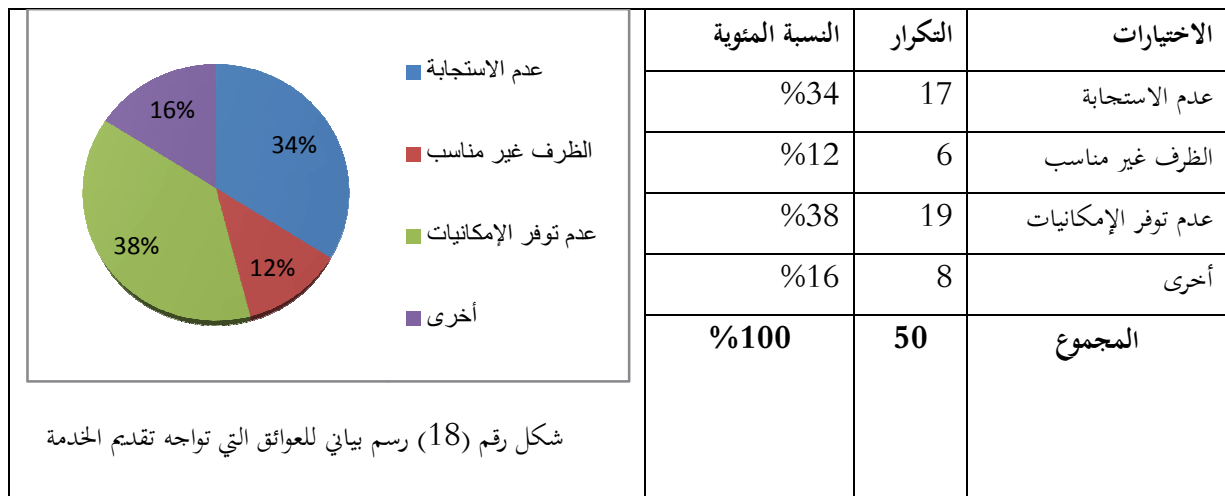 الاختيارات التكرار النسبة المئوية
عدم الاستجابة 17 %34
الظرف غير مناسب 6 %12
عدم توفر الإمكانيات 19 %38
أخرى 8 %16
المجموع 50 %100
عدم الاستجابة
الظرف غير مناسب
عدم توفر الإمكانيات
أخرى
16%
34%
38%
12%
شكل رقم (18) رسم بياني للعوائق التي تواجه تقديم الخدمة